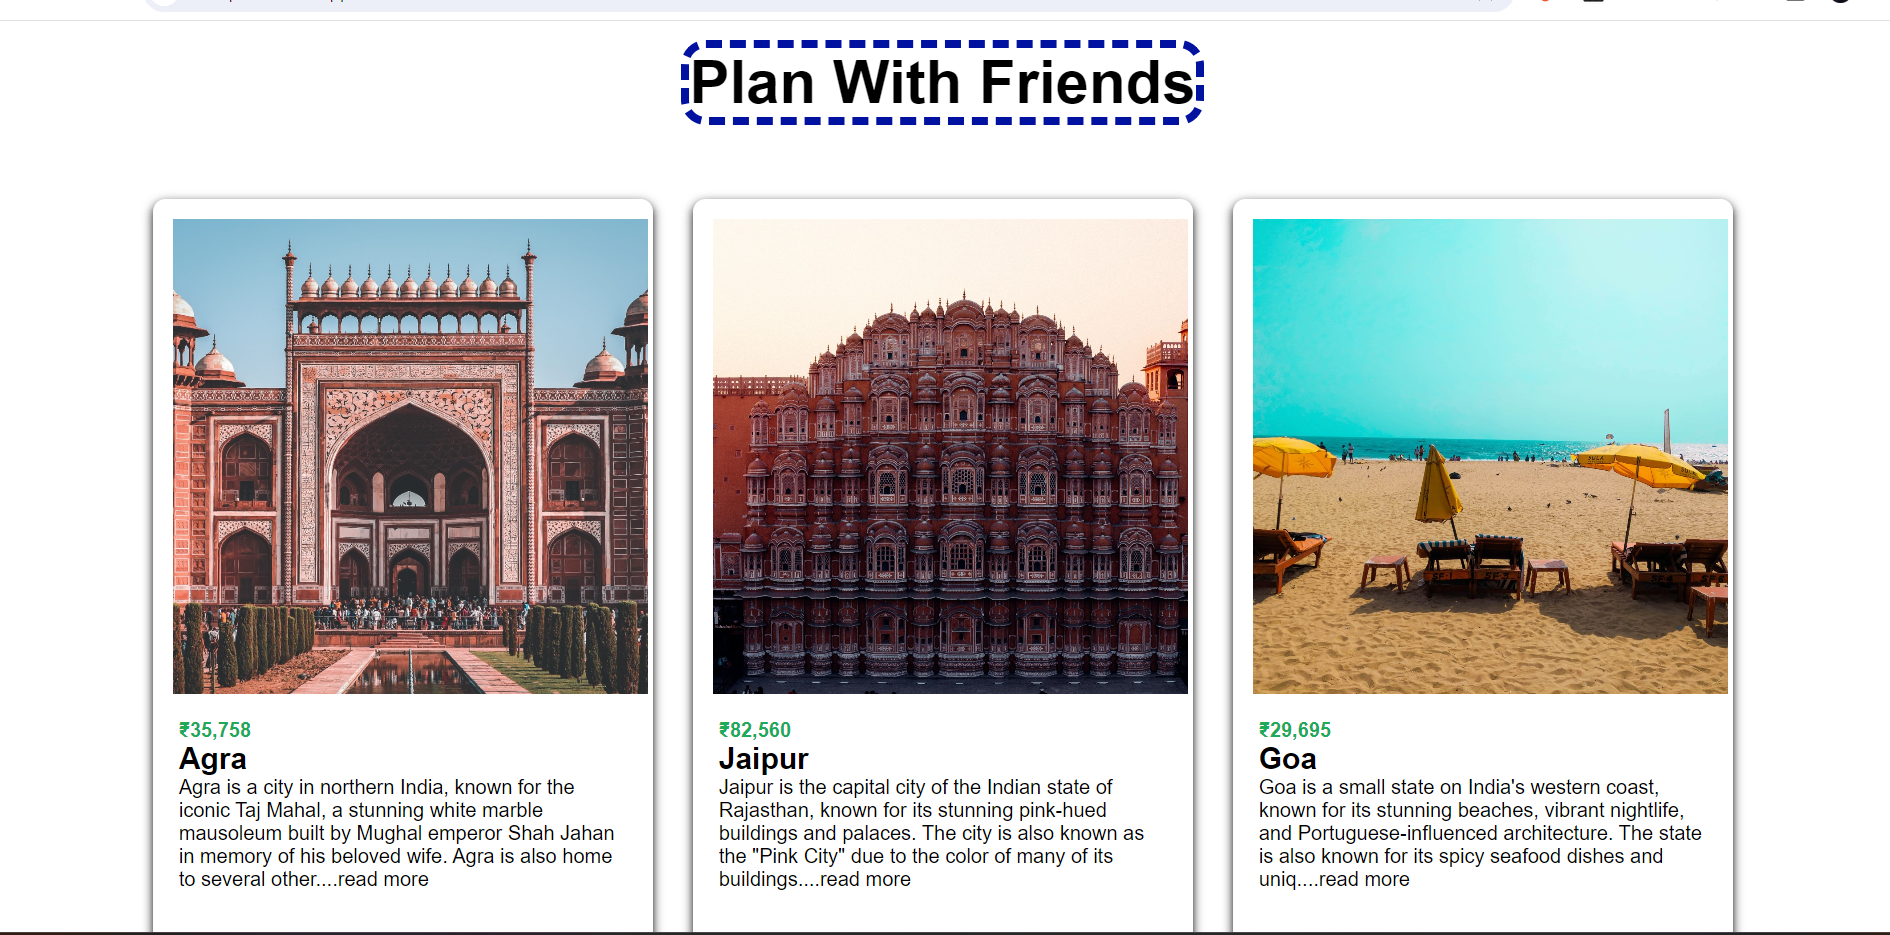 Plan With Friends
₹35,758
Agra
Agra is a city in northern India, known for the
iconic Taj Mahal, a stunning white marble
mausoleum built by Mughal emperor Shah Jahan
in memory of his beloved wife. Agra is also home
to several other....read more
₹82,560
Jaipur
Jaipur is the capital city of the Indian state of
Rajasthan, known for its stunning pink-hued
buildings and palaces. The city is also known as
the "Pink City" due to the color of many of its
buildings....read more
SULA
SULA
₹29,695
Goa
Goa is a small state on India's western coast,
known for its stunning beaches, vibrant nightlife,
and Portuguese-influenced architecture. The state
is also known for its spicy seafood dishes and
uniq....read more